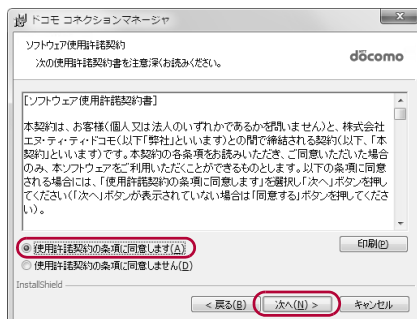 ドコモ コネクションマネージャ
ソフトウェア使用許諾契約
次の使用許諾契約書を注意深くお読みください。
döcomo
[ソフトウェア使用許諾契約書]
本契約は、お客様(個人又は法人のいずれかであるかを問いません)と、株式会社
エヌ・ティ・ティ・ドコモ(以下「弊社」といいます)との間で締結される契約(以下、「本
契約」といいます)です。本契約の各条項をお読みいただき、ご同意いただいた場合
のみ、本ソフトウェアをご利用いただくことができるものとします。以下の条項に同意
される場合には、「使用許諾契約の条項に同意します」を選択し「次へ」ボタンを押し
てください(「次へ」ボタンが表示されていない場合は「同意する」ボタンを押してくださ
い)。
使用許諾契約の条項に同意します(A)
印刷(P)
使用許諾契約の条項に同意しません(D)
InstallShield
< 戻る(B)
次へ(N) >
キャンセル